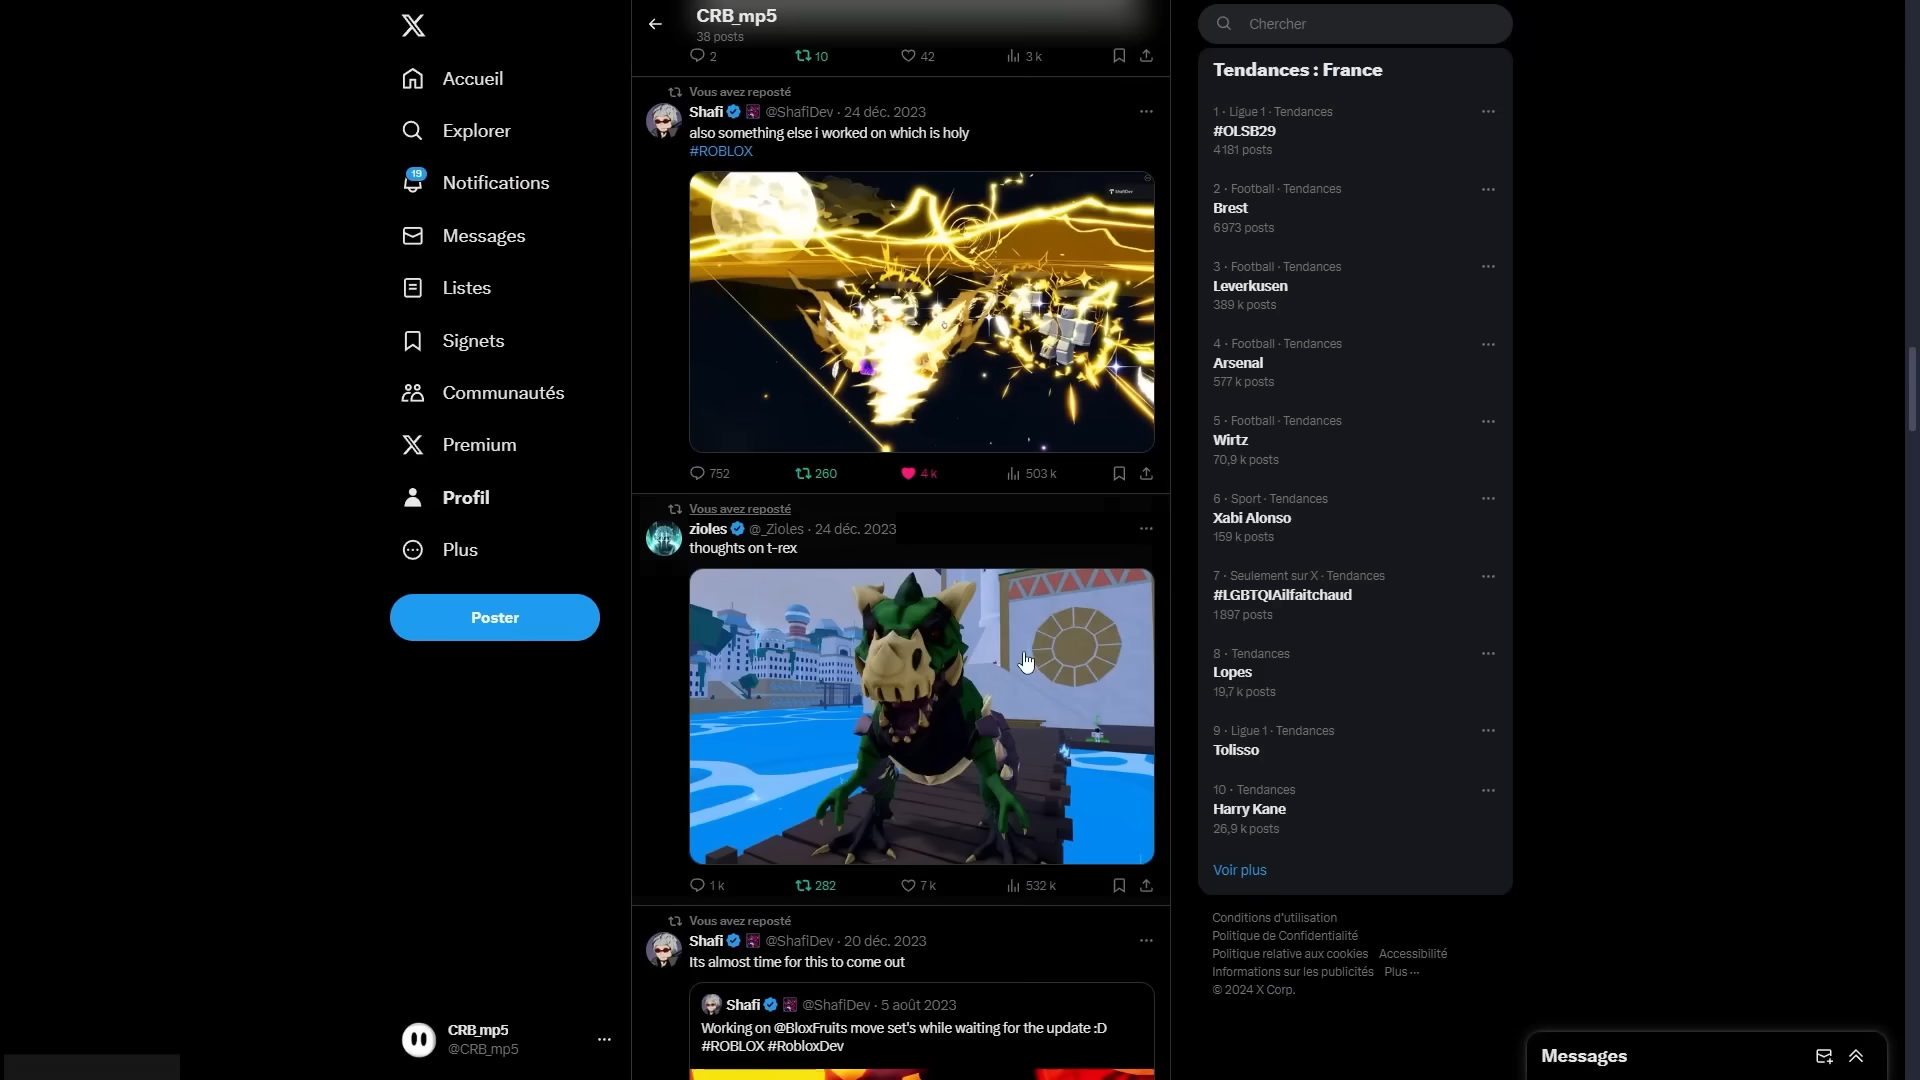 Accueil
Explorer
19
Notifications
Messages
Listes
Signets
Communautés
Premium
Profil
Plus
Poster
CRB_mp5
@CRB_mp5
CRB_mp5
38 posts
2 10 42 3 k
Vous avez reposté
Shafi @ShafiDev · 24 déc. 2023
also something else i worked on which is holy
#ROBLOX
ShafiDev
752 260 4 k 503 k
Vous avez reposté
zioles @_Zioles · 24 déc. 2023
thoughts on t-rex
1 k 282 7 k 532 k
Vous avez reposté
Shafi @ShafiDev · 20 déc. 2023
Its almost time for this to come out
Shafi @ShafiDev · 5 août 2023
Working on @BloxFruits move set's while waiting for the update :D
#ROBLOX #RobloxDev
Chercher
Tendances : France
1 · Ligue 1 · Tendances
#OLSB29
4 181 posts
2 · Football · Tendances
Brest
6 973 posts
3 · Football · Tendances
Leverkusen
389 k posts
4 · Football · Tendances
Arsenal
577 k posts
5 · Football · Tendances
Wirtz
70,9 k posts
6 · Sport · Tendances
Xabi Alonso
159 k posts
7 · Seulement sur X · Tendances
#LGBTQIAilfaitchaud
1 897 posts
8 · Tendances
Lopes
19,7 k posts
9 · Ligue 1 · Tendances
Tolisso
10 · Tendances
Harry Kane
26,9 k posts
Voir plus
Conditions d'utilisation
Politique de Confidentialité
Politique relative aux cookies Accessibilité
Informations sur les publicités Plus ···
© 2024 X Corp.
Messages